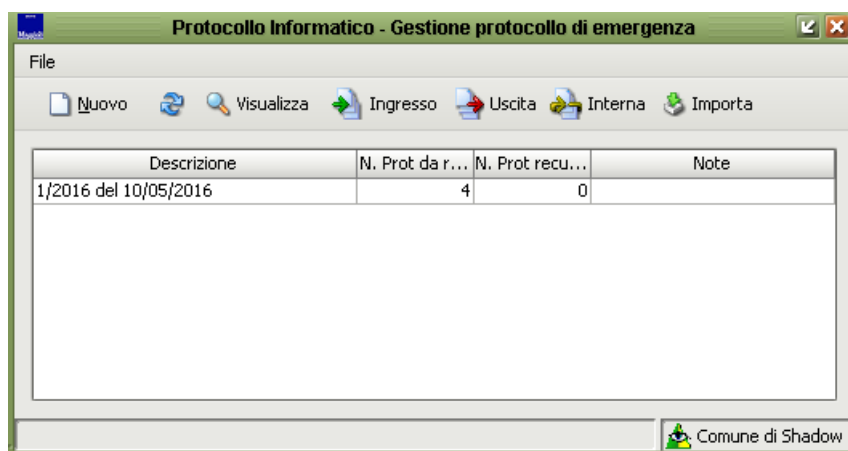 Protocollo Informatico - Gestione protocollo di emergenza
File
Nuovo Visualizza Ingresso Uscita Interna Importa
Descrizione N. Prot da r... N. Prot recu... Note
1/2016 del 10/05/2016 4 0
Comune di Shadow